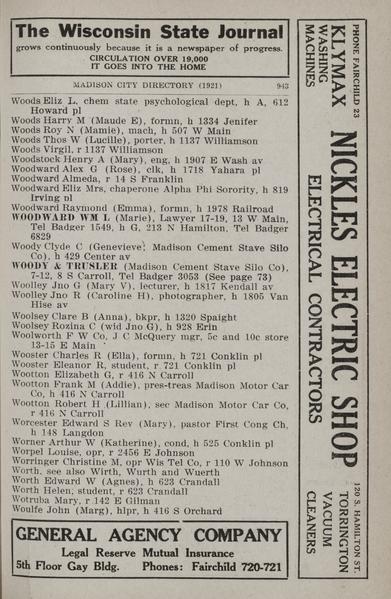 The Wisconsin State Journal
grows continuously because it is a newspaper of progress.
CIRCULATION OVER 19,000
IT GOES INTO THE HOME
MADISON CITY DIRECTORY (1921) 943
Woods Eliz L, chem state psychological dept, h A, 612
Howard pl
Woods Harry M (Maude E), formn, h 1334 Jenifer
Woods Roy N (Mamie), mach, h 507 W Main
Woods Thos W (Lucille), porter, h 1137 Williamson
Woods Virgil, r 1137 Williamson
Woodstock Henry A (Mary), eng, h 1907 E Wash av
Woodward Alex G (Rose), clk, h 1718 Yahara pl
Woodward Almeda, r 14 S Franklin
Woodward Eliz Mrs, chaperone Alpha Phi Sorority, h 819
Irving pl
Woodward Raymond (Emma), formn, h 1978 Railroad
WOODWARD WM L (Marie), Lawyer 17-19, 13 W Main,
Tel Badger 1549, h G, 213 N Hamilton, Tel Badger
6829
Woody Clyde C (Genevieve), Madison Cement Stave Silo
Co), h 429 Center av
WOODY & TRUSLER (Madison Cement Stave Silo Co),
7-12, 8 S Carroll, Tel Badger 3053 (See page 73)
Woolley Jno G (Mary V), lecturer, h 1817 Kendall av
Woolley Jno R (Caroline H), photographer, h 1805 Van
Hise av
Woolsey Clare B (Anna), bkpr, h 1320 Spaight
Woolsey Rozina C (wid Jno G), h 928 Erin
Woolworth F W Co, J C McQuery mgr, 5c and 10c store
13-15 E Main
Wooster Charles R (Ella), formn, h 721 Conklin pl
Wooster Eleanor R, student, r 721 Conklin pl
Wootton Elizabeth G, r 416 N Carroll
Wootton Frank M (Addie), pres-treas Madison Motor Car
Co, h 416 N Carroll
Wootton Robert H (Lillian), sec Madison Motor Car Co,
r 416 N Carroll
Worcester Edward S Rev (Mary), pastor First Cong Ch,
h 148 Langdon
Worner Arthur W (Katherine), cond, h 525 Conklin pl
Worpel Louise, opr, r 2456 E Johnson
Worringer Christine M, opr Wis Tel Co, r 110 W Johnson
Worth, see also Wirth, Wurth and Wuerth
Worth Edward W (Agnes), h 623 Crandall
Worth Helen, student, r 623 Crandall
Wotruba Mary, r 142 E Gilman
Woulfe John (Marg), hlpr, h 416 S Orchard
GENERAL AGENCY COMPANY
Legal Reserve Mutual Insurance
5th Floor Gay Bldg. Phones: Fairchild 720-721
PHONE FAIRCHILD 23
KLYMAX
WASHING
MACHINES
NICKLES ELECTRIC SHOP
ELECTRICAL CONTRACTORS
120 S. HAMILTON ST.
TORRINGTON
VACUUM
CLEANERS